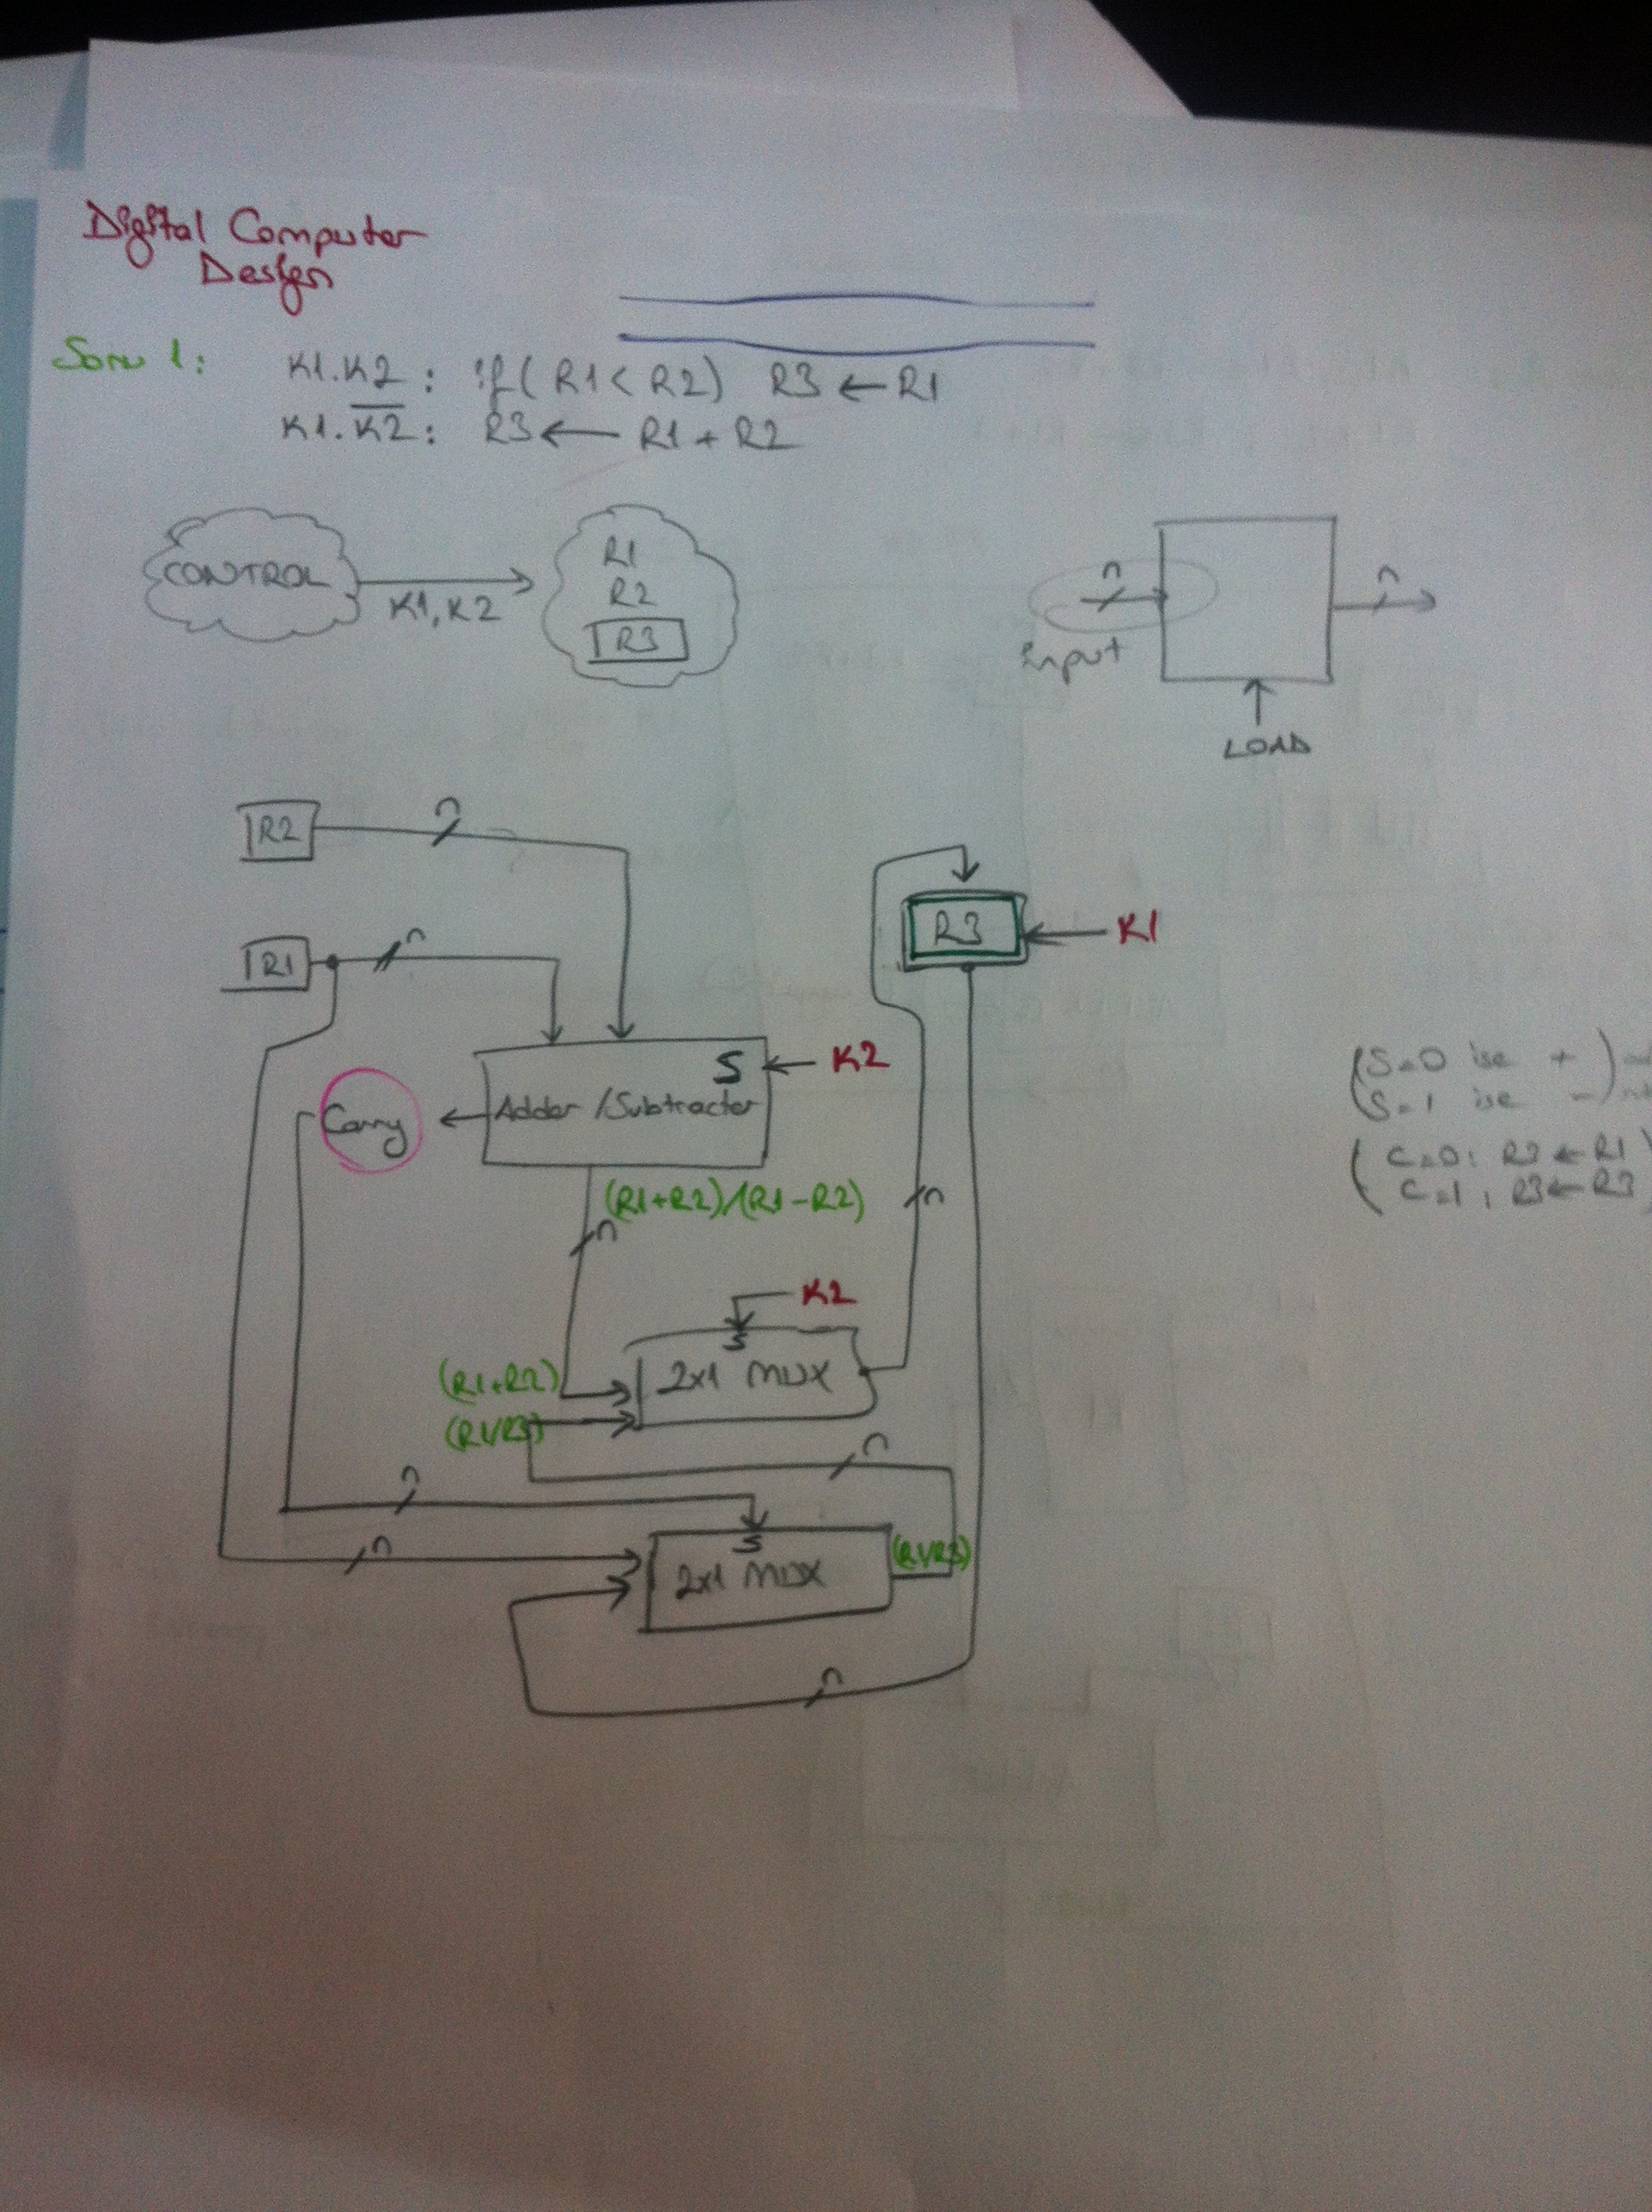 Digital Computer
Design
Soru 1:
K1.K2 : if (R1 < R2) R3 ← R1
K1.K̅2̅ : R3 ← R1 + R2
CONTROL
K1, K2
R1
R2
R3
n
n
Input
LOAD
R2
n
R1
n
R3
K1
S
K2
Adder / Subtracter
Carry
(R1+R2)/(R1-R2)
n
n
K2
S
2x1 MUX
(R1+R2)
(R1/R3)
n
n
n
S
2x1 MUX
(R1/R3)
n
S=0 ise +
S=1 ise -
C=0 : R3 ← R1
C=1 : R3 ← R3